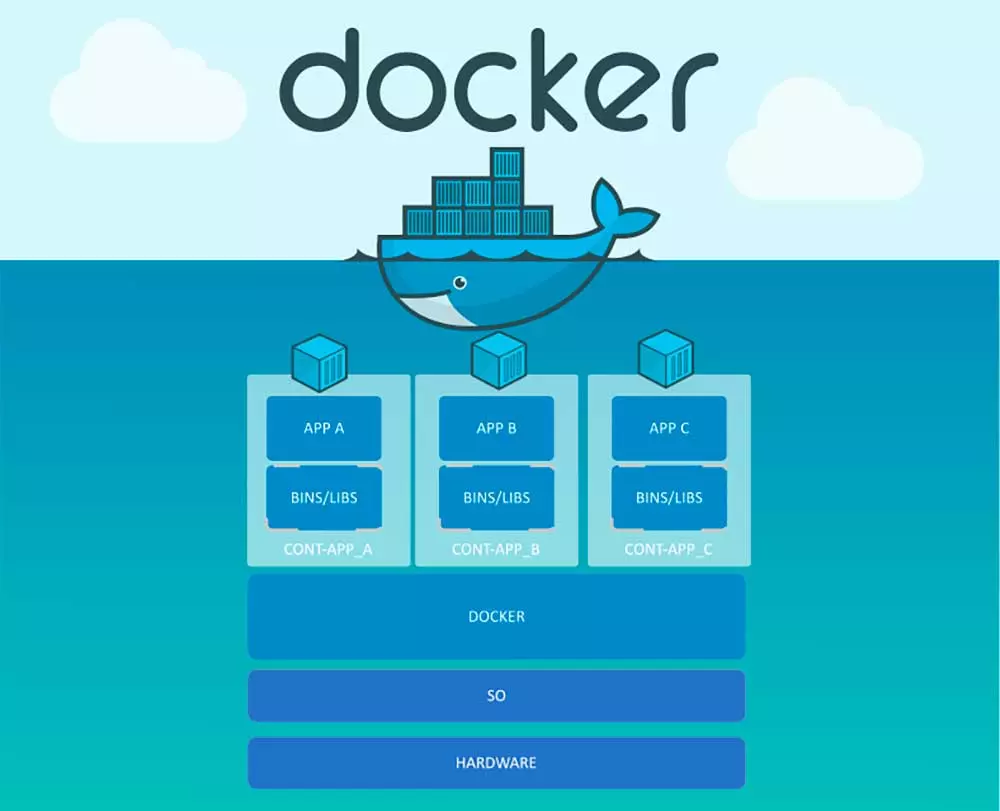 docker
APP A
APP B
APP C
BINS/LIBS
BINS/LIBS
BINS/LIBS
CONT-APP_A
CONT-APP_B
CONT-APP_C
DOCKER
SO
HARDWARE